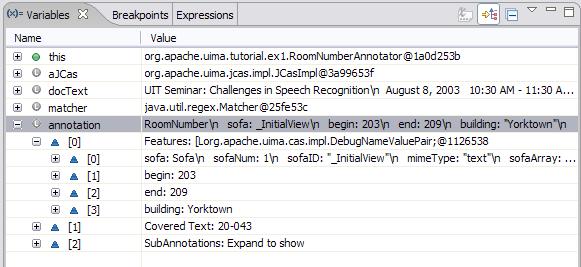 Variables Breakpoints Expressions
Name Value
this org.apache.uima.tutorial.ex1.RoomNumberAnnotator@1a0d253b
aJCas org.apache.uima.jcas.impl.JCasImpl@3a99653f
docText UIT Seminar: Challenges in Speech Recognition\n August 8, 2003 10:30 AM - 11:30 A...
matcher java.util.regex.Matcher@25fe53c
annotation RoomNumber\n sofa: _InitialView\n begin: 203\n end: 209\n building: "Yorktown"\n
[0] Features: [Lorg.apache.uima.cas.impl.DebugNameValuePair;@1126538
[0] sofa: Sofa\n sofaNum: 1\n sofaID: "_InitialView"\n mimeType: "text"\n sofaArray: ...
[1] begin: 203
[2] end: 209
[3] building: Yorktown
[1] Covered Text: 20-043
[2] SubAnnotations: Expand to show